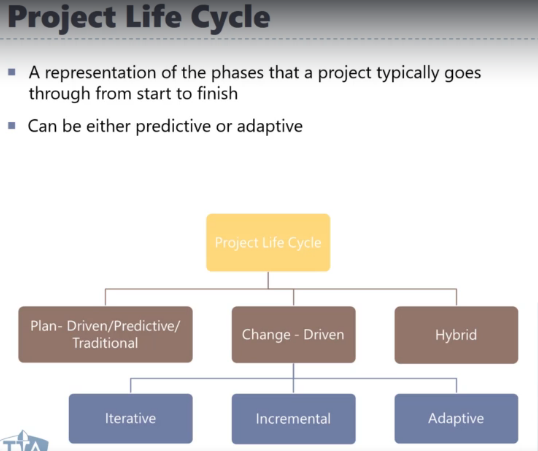 Project Life Cycle
A representation of the phases that a project typically goes
through from start to finish
Can be either predictive or adaptive
Project Life Cycle
Plan- Driven/Predictive/
Traditional
Change - Driven
Hybrid
Iterative
Incremental
Adaptive